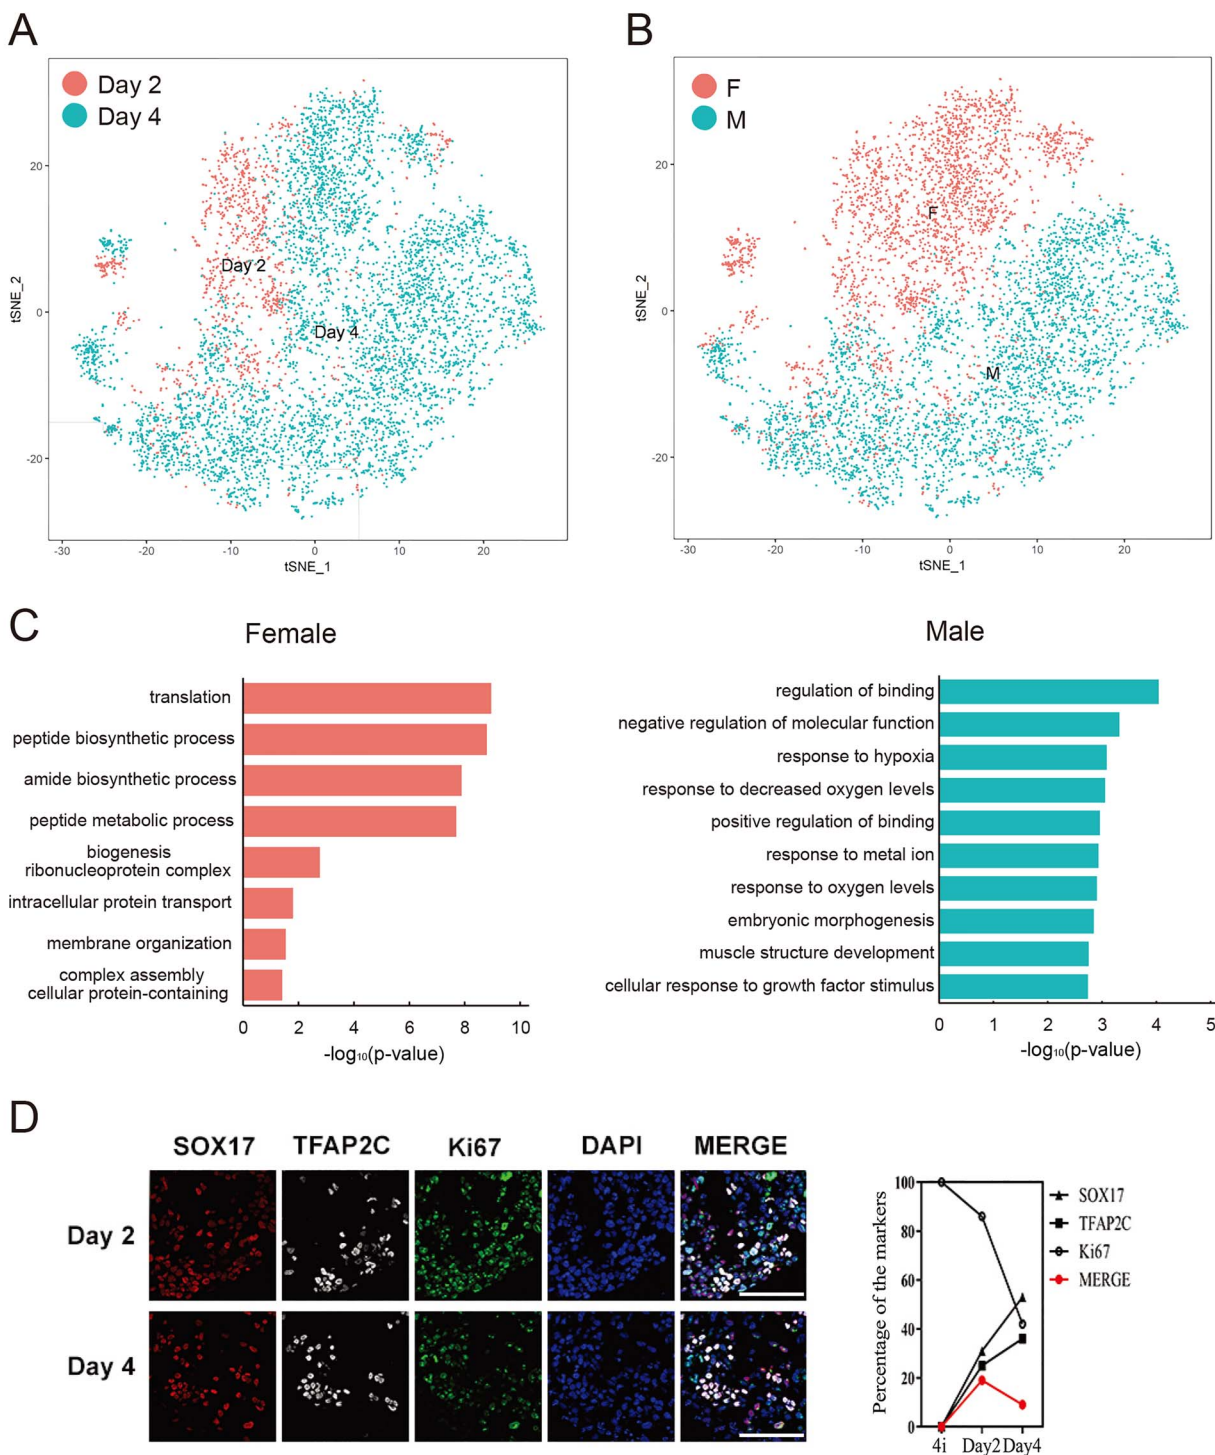 A
B
Day 2
Day 4
Day 2
Day 4
20
0
-20
-30
-20
-10
0
10
20
tSNE_1
tSNE_2
F
M
F
M
20
0
-20
-30
-20
-10
0
10
20
tSNE_1
tSNE_2
C
Female
translation
peptide biosynthetic process
amide biosynthetic process
peptide metabolic process
biogenesis
ribonucleoprotein complex
intracellular protein transport
membrane organization
complex assembly
cellular protein-containing
0 2 4 6 8 10
-log₁₀(p-value)
Male
regulation of binding
negative regulation of molecular function
response to hypoxia
response to decreased oxygen levels
positive regulation of binding
response to metal ion
response to oxygen levels
embryonic morphogenesis
muscle structure development
cellular response to growth factor stimulus
0 1 2 3 4 5
-log₁₀(p-value)
D
SOX17 TFAP2C Ki67 DAPI MERGE
Day 2
Day 4
Percentage of the markers
100
80
60
40
20
0
4i Day2 Day4
SOX17
TFAP2C
Ki67
MERGE